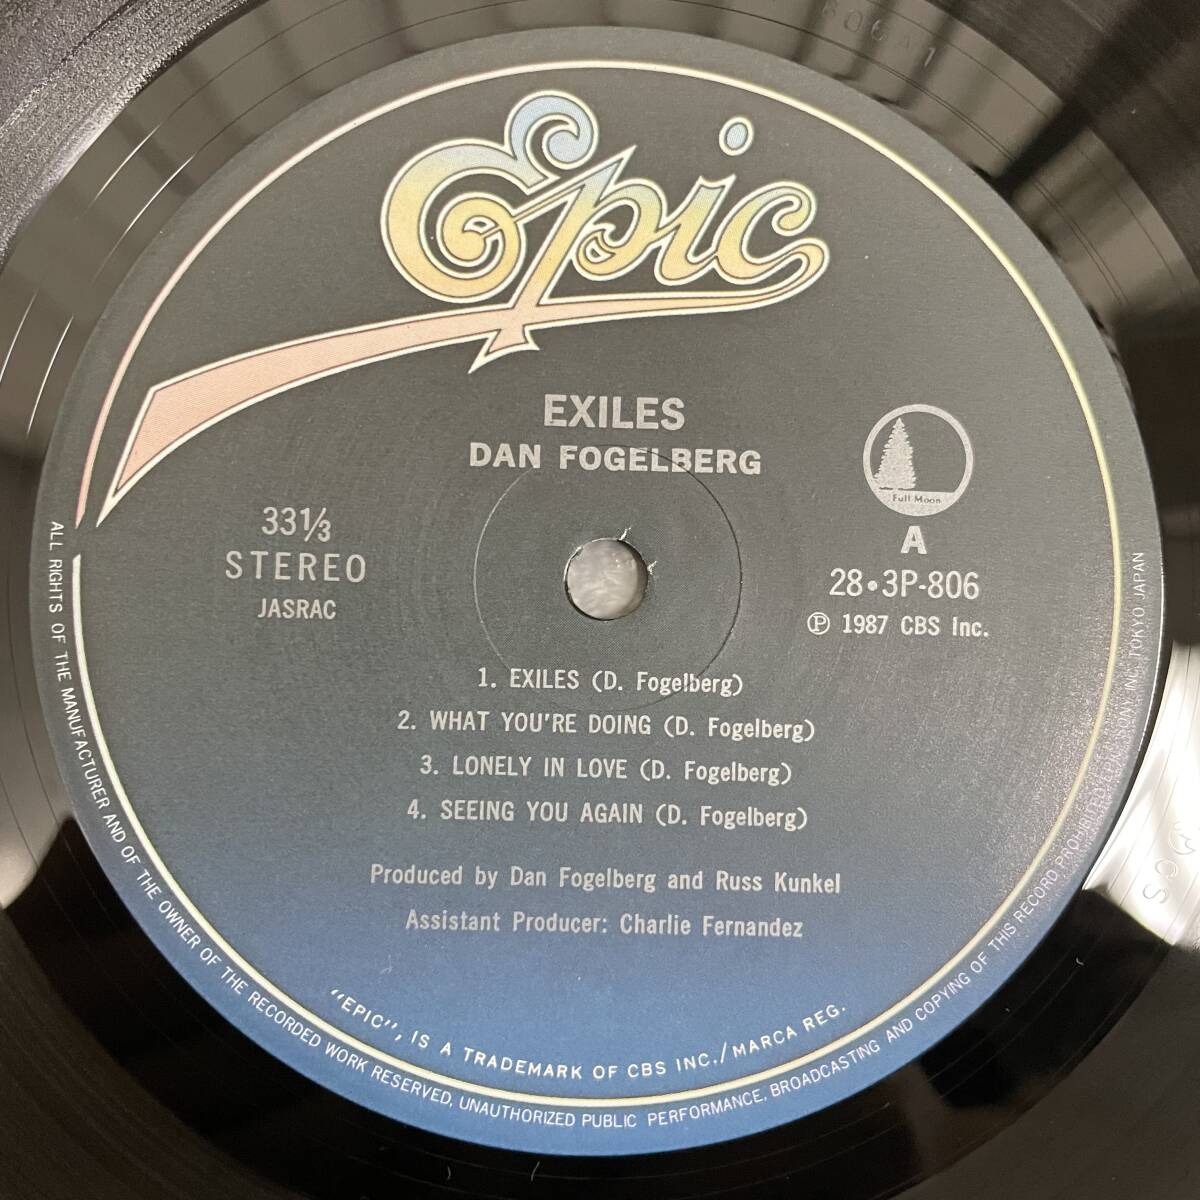 Epic
EXILES
DAN FOGELBERG
Full Moon
33 1/3
STEREO
JASRAC
A
28•3P-806
Ⓟ 1987 CBS Inc.
1. EXILES (D. Fogelberg)
2. WHAT YOU'RE DOING (D. Fogelberg)
3. LONELY IN LOVE (D. Fogelberg)
4. SEEING YOU AGAIN (D. Fogelberg)
Produced by Dan Fogelberg and Russ Kunkel
Assistant Producer: Charlie Fernandez
"EPIC", IS A TRADEMARK OF CBS INC./MARCA REG.
ALL RIGHTS OF THE MANUFACTURER AND OF THE OWNER OF THE RECORDED WORK RESERVED, UNAUTHORIZED PUBLIC PERFORMANCE, BROADCASTING AND COPYING OF THIS RECORD PROHIBITED INC. TOKYO JAPAN